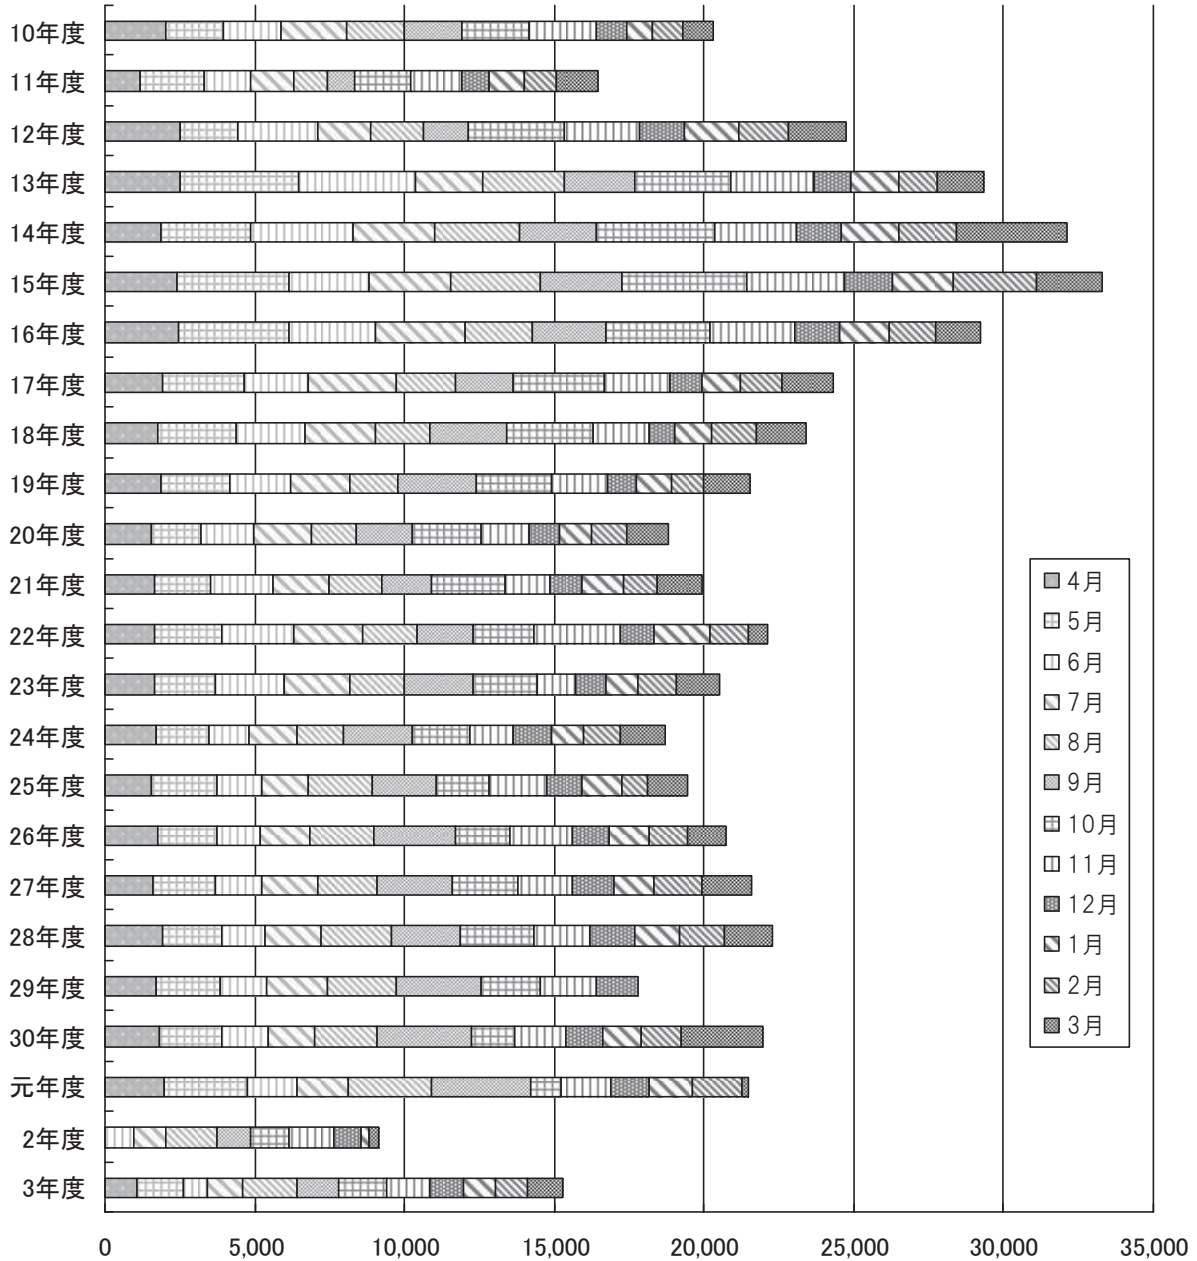 10年度
11年度
12年度
13年度
14年度
15年度
16年度
17年度
18年度
19年度
20年度
21年度
22年度
23年度
24年度
25年度
26年度
27年度
28年度
29年度
30年度
元年度
2年度
3年度
4月
5月
6月
7月
8月
9月
10月
11月
12月
1月
2月
3月
0 5,000 10,000 15,000 20,000 25,000 30,000 35,000